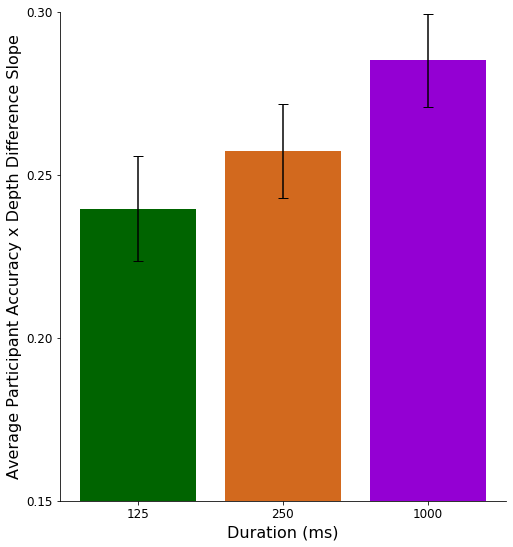 Average Participant Accuracy x Depth Difference Slope
0.30
0.25
0.20
0.15
125 250 1000
Duration (ms)